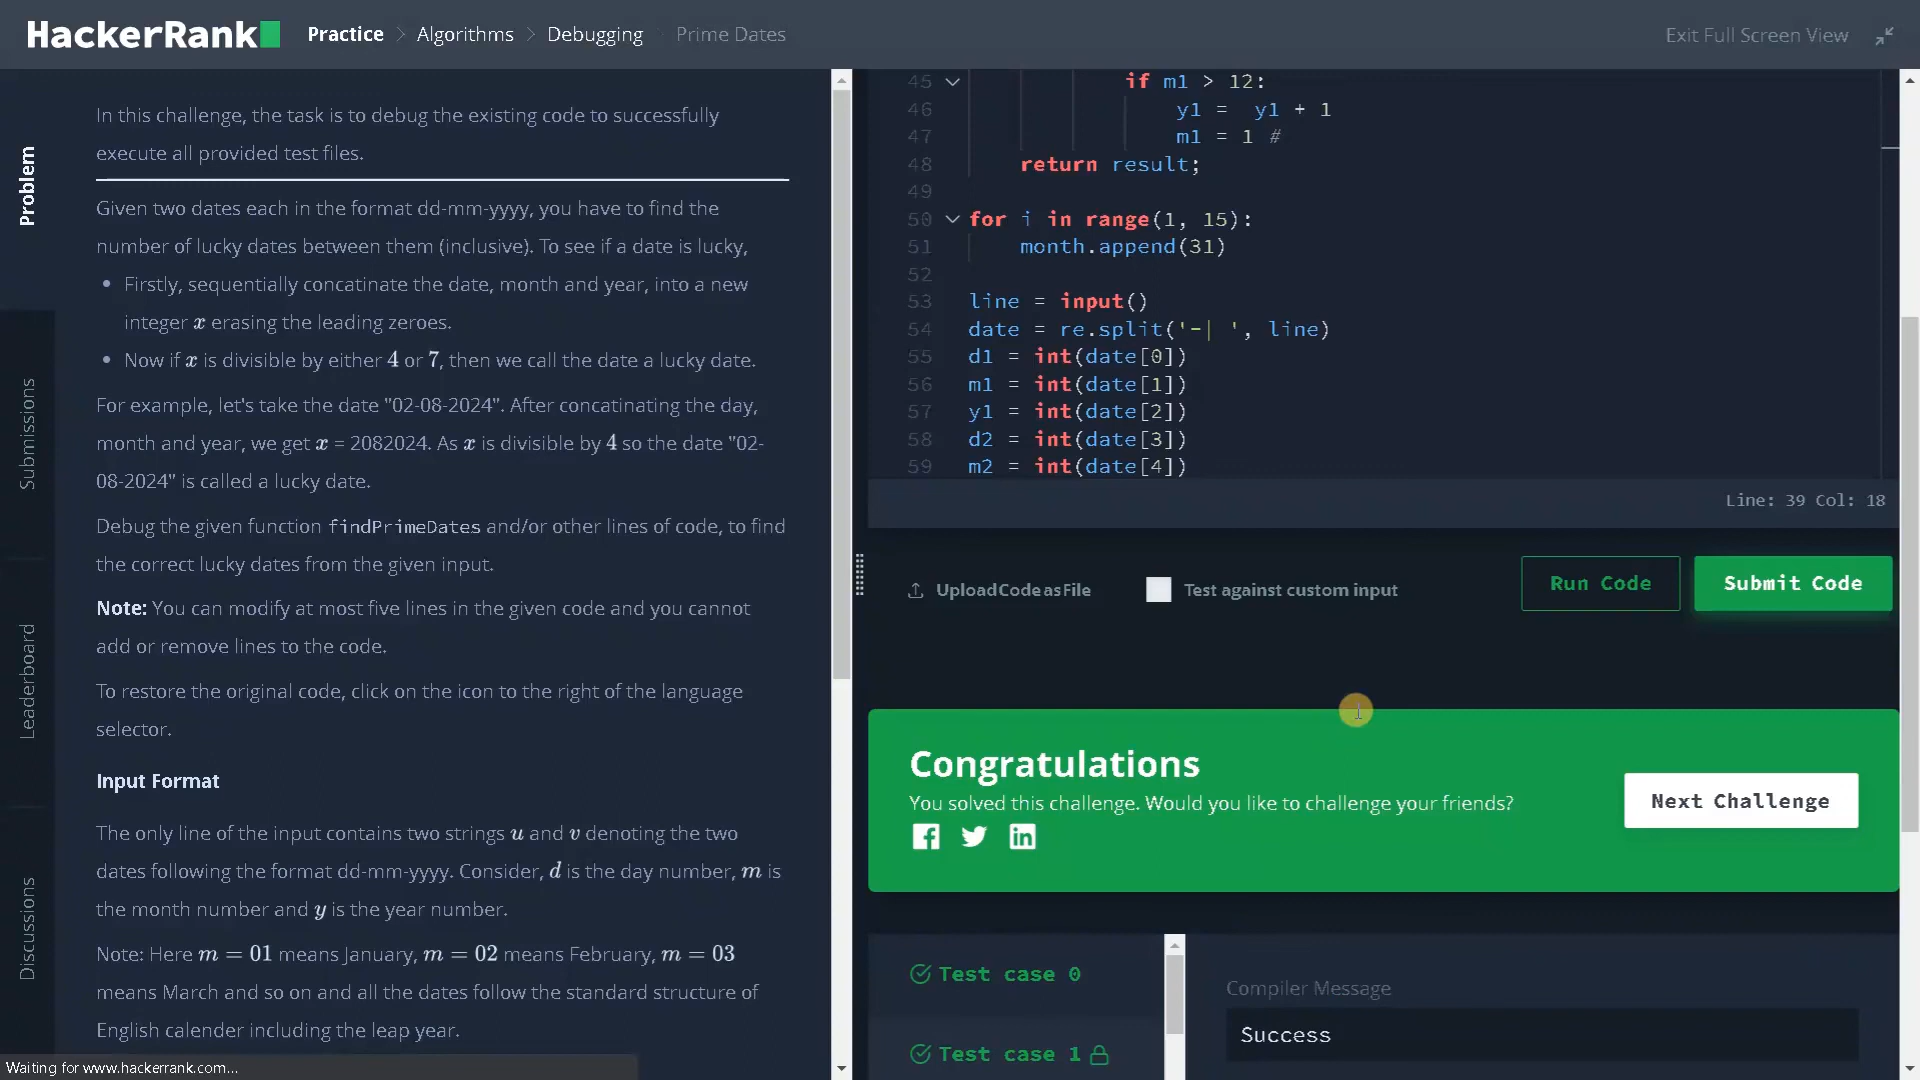 HackerRank Practice Algorithms Debugging Prime Dates Exit Full Screen View
Problem
Submissions
Leaderboard
Discussions
In this challenge, the task is to debug the existing code to successfully
execute all provided test files.
Given two dates each in the format dd-mm-yyyy, you have to find the
number of lucky dates between them (inclusive). To see if a date is lucky,
• Firstly, sequentially concatinate the date, month and year, into a new
integer x erasing the leading zeroes.
• Now if x is divisible by either 4 or 7, then we call the date a lucky date.
For example, let's take the date "02-08-2024". After concatinating the day,
month and year, we get x = 2082024. As x is divisible by 4 so the date "02-
08-2024" is called a lucky date.
Debug the given function findPrimeDates and/or other lines of code, to find
the correct lucky dates from the given input.
Note: You can modify at most five lines in the given code and you cannot
add or remove lines to the code.
To restore the original code, click on the icon to the right of the language
selector.
Input Format
The only line of the input contains two strings u and v denoting the two
dates following the format dd-mm-yyyy. Consider, d is the day number, m is
the month number and y is the year number.
Note: Here m = 01 means January, m = 02 means February, m = 03
means March and so on and all the dates follow the standard structure of
English calender including the leap year.
Waiting for www.hackerrank.com...
45 if m1 > 12:
46 y1 =  y1 + 1
47 m1 = 1 #
48 return result;
49
50 for i in range(1, 15):
51 month.append(31)
52
53 line = input()
54 date = re.split('-| ', line)
55 d1 = int(date[0])
56 m1 = int(date[1])
57 y1 = int(date[2])
58 d2 = int(date[3])
59 m2 = int(date[4])
Line: 39 Col: 18
Upload Code as File Test against custom input Run Code Submit Code
Congratulations
You solved this challenge. Would you like to challenge your friends?
Next Challenge
Test case 0
Test case 1
Compiler Message
Success